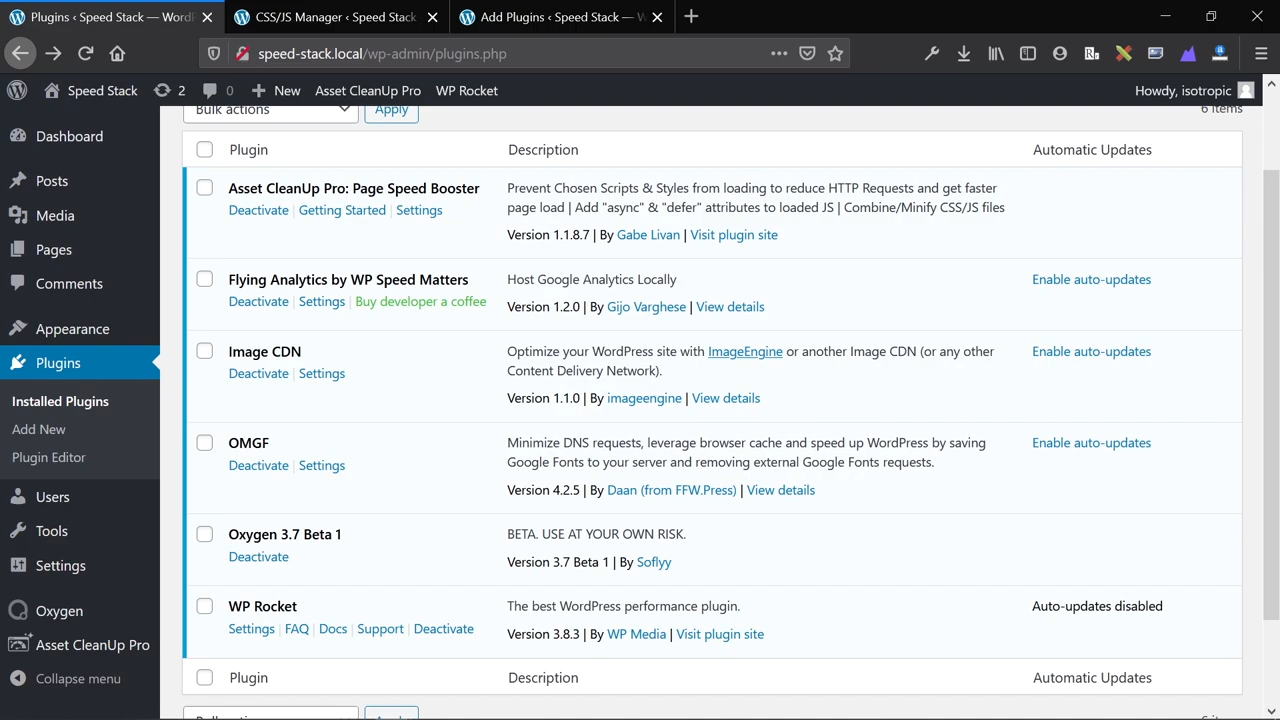 Plugins ‹ Speed Stack — WordP
CSS/JS Manager ‹ Speed Stack
Add Plugins ‹ Speed Stack — W
speed-stack.local/wp-admin/plugins.php
Speed Stack
2
0
New
Asset CleanUp Pro
WP Rocket
Howdy, isotropic
Dashboard
Posts
Media
Pages
Comments
Appearance
Plugins
Installed Plugins
Add New
Plugin Editor
Users
Tools
Settings
Oxygen
Asset CleanUp Pro
Collapse menu
Bulk actions
Apply
6 items
Plugin
Description
Automatic Updates
Asset CleanUp Pro: Page Speed Booster
Deactivate | Getting Started | Settings
Prevent Chosen Scripts & Styles from loading to reduce HTTP Requests and get faster
page load | Add "async" & "defer" attributes to loaded JS | Combine/Minify CSS/JS files
Version 1.1.8.7 | By Gabe Livan | Visit plugin site
Flying Analytics by WP Speed Matters
Deactivate | Settings | Buy developer a coffee
Host Google Analytics Locally
Version 1.2.0 | By Gijo Varghese | View details
Enable auto-updates
Image CDN
Deactivate | Settings
Optimize your WordPress site with ImageEngine or another Image CDN (or any other
Content Delivery Network).
Version 1.1.0 | By imageengine | View details
Enable auto-updates
OMGF
Deactivate | Settings
Minimize DNS requests, leverage browser cache and speed up WordPress by saving
Google Fonts to your server and removing external Google Fonts requests.
Version 4.2.5 | By Daan (from FFW.Press) | View details
Enable auto-updates
Oxygen 3.7 Beta 1
Deactivate
BETA. USE AT YOUR OWN RISK.
Version 3.7 Beta 1 | By Soflyy
WP Rocket
Settings | FAQ | Docs | Support | Deactivate
The best WordPress performance plugin.
Version 3.8.3 | By WP Media | Visit plugin site
Auto-updates disabled
Plugin
Description
Automatic Updates